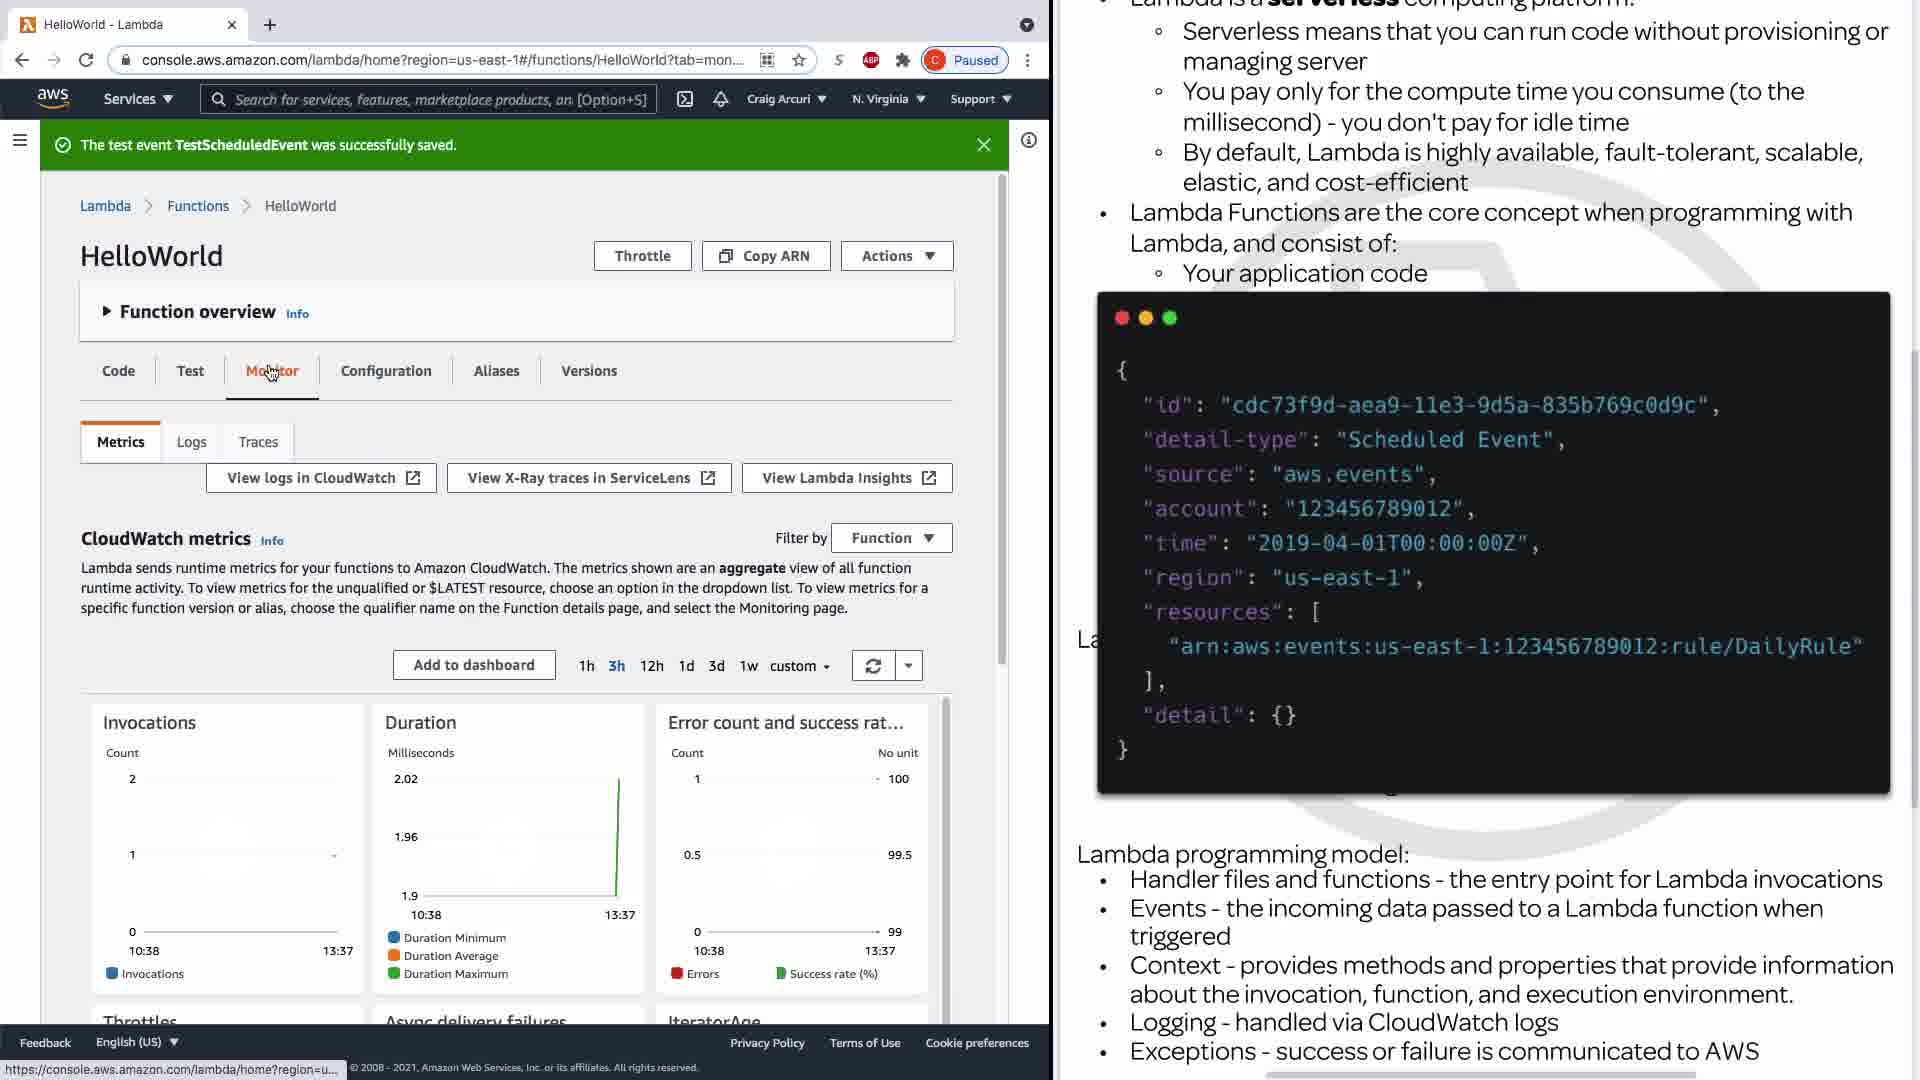 HelloWorld - Lambda
console.aws.amazon.com/lambda/home?region=us-east-1#/functions/HelloWorld?tab=mon...
ABP
C Paused
aws
Services
Search for services, features, marketplace products, an [Option+S]
Craig Arcuri
N. Virginia
Support
The test event TestScheduledEvent was successfully saved.
Lambda
Functions
HelloWorld
HelloWorld
Throttle
Copy ARN
Actions
Function overview Info
Code
Test
Monitor
Configuration
Aliases
Versions
Metrics
Logs
Traces
View logs in CloudWatch
View X-Ray traces in ServiceLens
View Lambda Insights
CloudWatch metrics Info
Filter by
Function
Lambda sends runtime metrics for your functions to Amazon CloudWatch. The metrics shown are an aggregate view of all function
runtime activity. To view metrics for the unqualified or $LATEST resource, choose an option in the dropdown list. To view metrics for a
specific function version or alias, choose the qualifier name on the Function details page, and select the Monitoring page.
Add to dashboard
1h 3h 12h 1d 3d 1w custom
Invocations
Count
2
1
0
10:38
13:37
Invocations
Duration
Milliseconds
2.02
1.96
1.9
10:38
13:37
Duration Minimum
Duration Average
Duration Maximum
Error count and success rat...
Count
No unit
1
100
0.5
99.5
0
99
10:38
13:37
Errors
Success rate (%)
Throttles
Async delivery failures
IteratorAge
Feedback
English (US)
Privacy Policy
Terms of Use
Cookie preferences
https://console.aws.amazon.com/lambda/home?region=u...
© 2008 - 2021, Amazon Web Services, Inc. or its affiliates. All rights reserved.
• Lambda is a serverless computing platform:
◦ Serverless means that you can run code without provisioning or
managing server
◦ You pay only for the compute time you consume (to the
millisecond) - you don't pay for idle time
◦ By default, Lambda is highly available, fault-tolerant, scalable,
elastic, and cost-efficient
• Lambda Functions are the core concept when programming with
Lambda, and consist of:
◦ Your application code
{
"id": "cdc73f9d-aea9-11e3-9d5a-835b769c0d9c",
"detail-type": "Scheduled Event",
"source": "aws.events",
"account": "123456789012",
"time": "2019-04-01T00:00:00Z",
"region": "us-east-1",
"resources": [
"arn:aws:events:us-east-1:123456789012:rule/DailyRule"
],
"detail": {}
}
La
Lambda programming model:
• Handler files and functions - the entry point for Lambda invocations
• Events - the incoming data passed to a Lambda function when
triggered
• Context - provides methods and properties that provide information
about the invocation, function, and execution environment.
• Logging - handled via CloudWatch logs
• Exceptions - success or failure is communicated to AWS